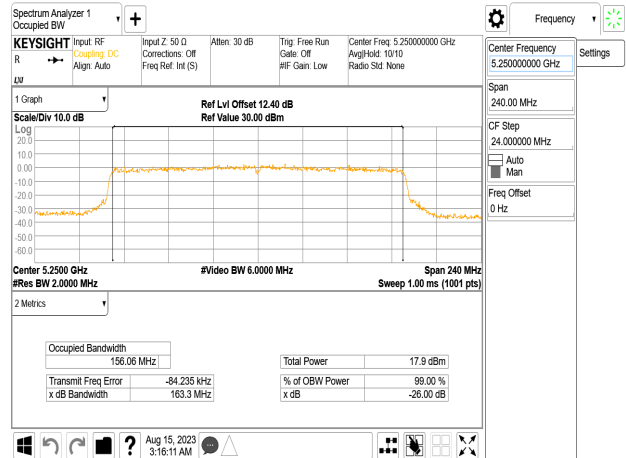 Spectrum Analyzer 1
Occupied BW
Frequency
KEYSIGHT
R
Input: RF
Coupling: DC
Align: Auto
Input Z: 50 Ω
Corrections: Off
Freq Ref: Int (S)
Atten: 30 dB
Trig: Free Run
Gate: Off
#IF Gain: Low
Center Freq: 5.250000000 GHz
Avg|Hold: 10/10
Radio Std: None
Center Frequency
5.250000000 GHz
Settings
Span
240.00 MHz
CF Step
24.000000 MHz
Auto
Man
Freq Offset
0 Hz
1 Graph
Scale/Div 10.0 dB
Ref Lvl Offset 12.40 dB
Ref Value 30.00 dBm
Log
20.0
10.0
0.00
-10.0
-20.0
-30.0
-40.0
-50.0
-60.0
Center 5.2500 GHz
#Video BW 6.0000 MHz
Span 240 MHz
#Res BW 2.0000 MHz
Sweep 1.00 ms (1001 pts)
2 Metrics
Occupied Bandwidth
156.06 MHz
Total Power 17.9 dBm
Transmit Freq Error -84.235 kHz
% of OBW Power 99.00 %
x dB Bandwidth 163.3 MHz
x dB -26.00 dB
?
Aug 15, 2023
3:16:11 AM